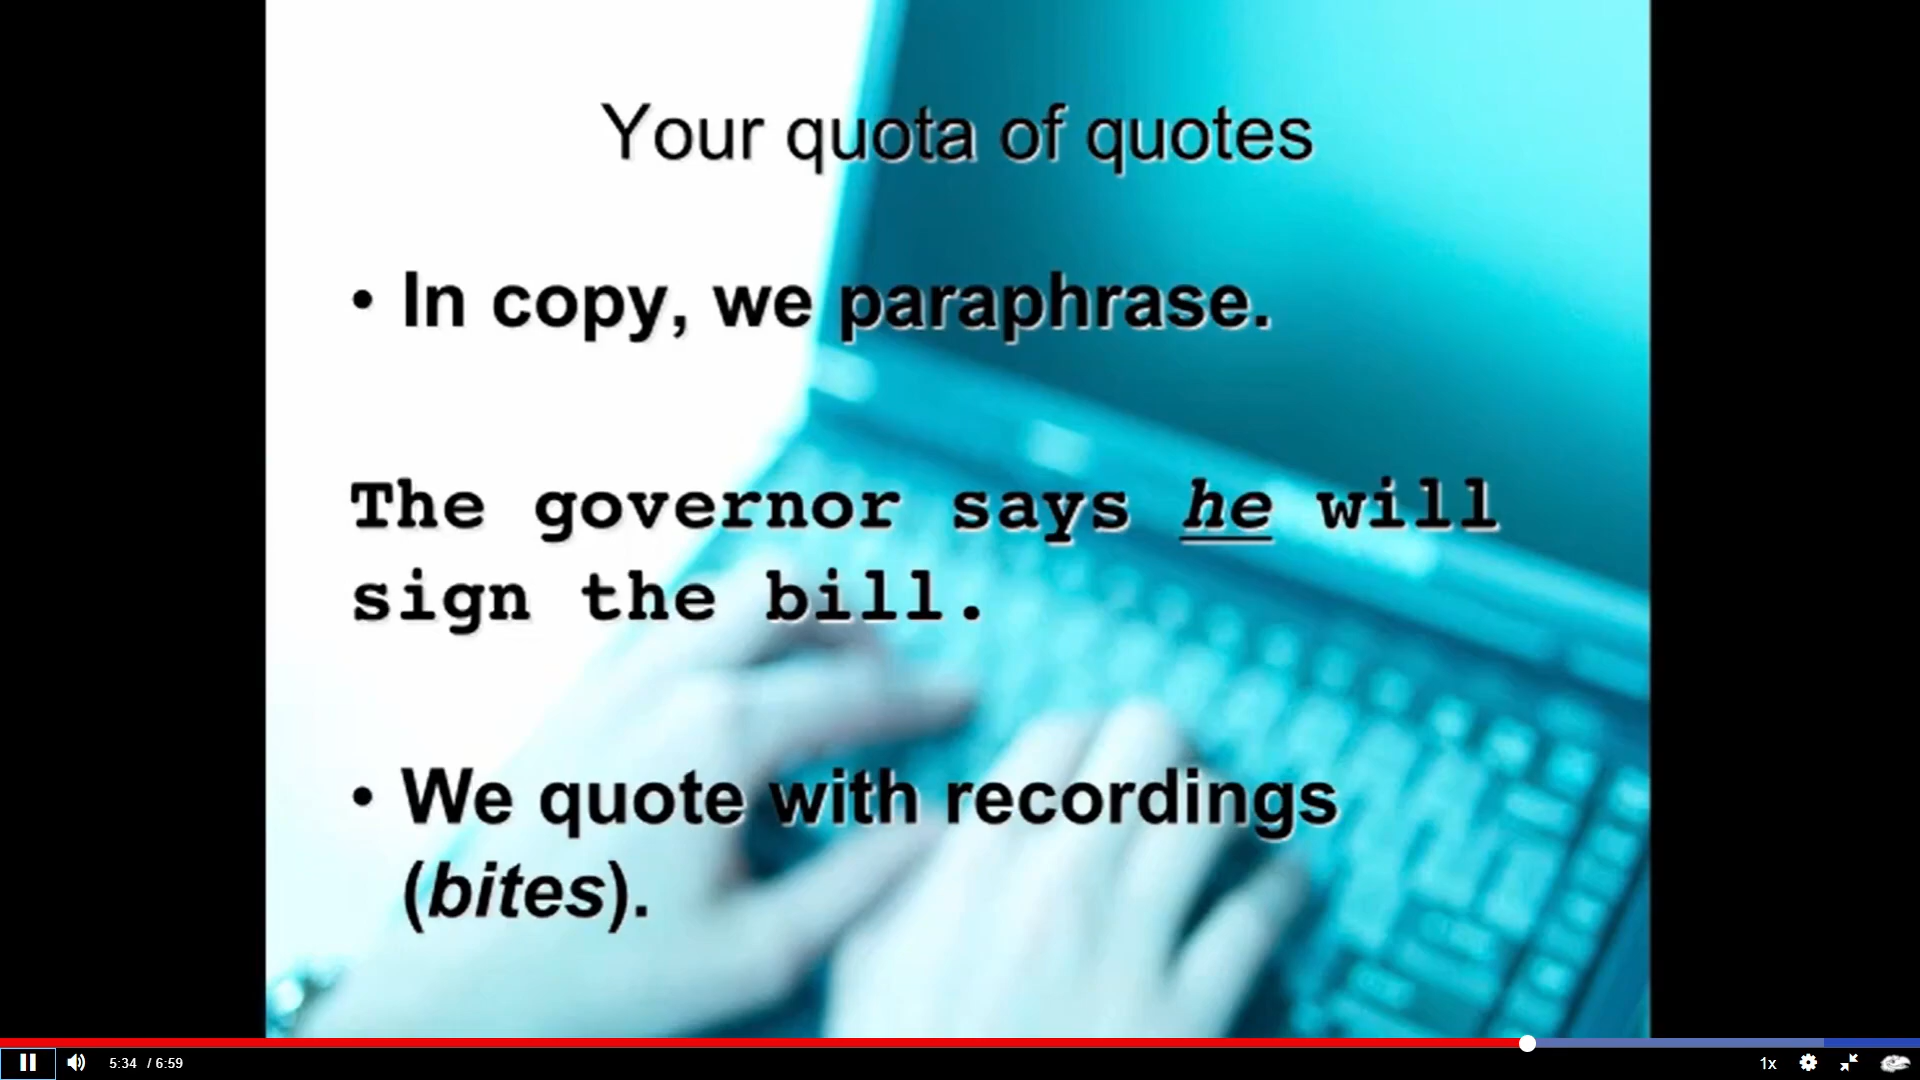 Your quota of quotes
• In copy, we paraphrase.
The governor says he will
sign the bill.
• We quote with recordings
(bites).
5:34 / 6:59
1x